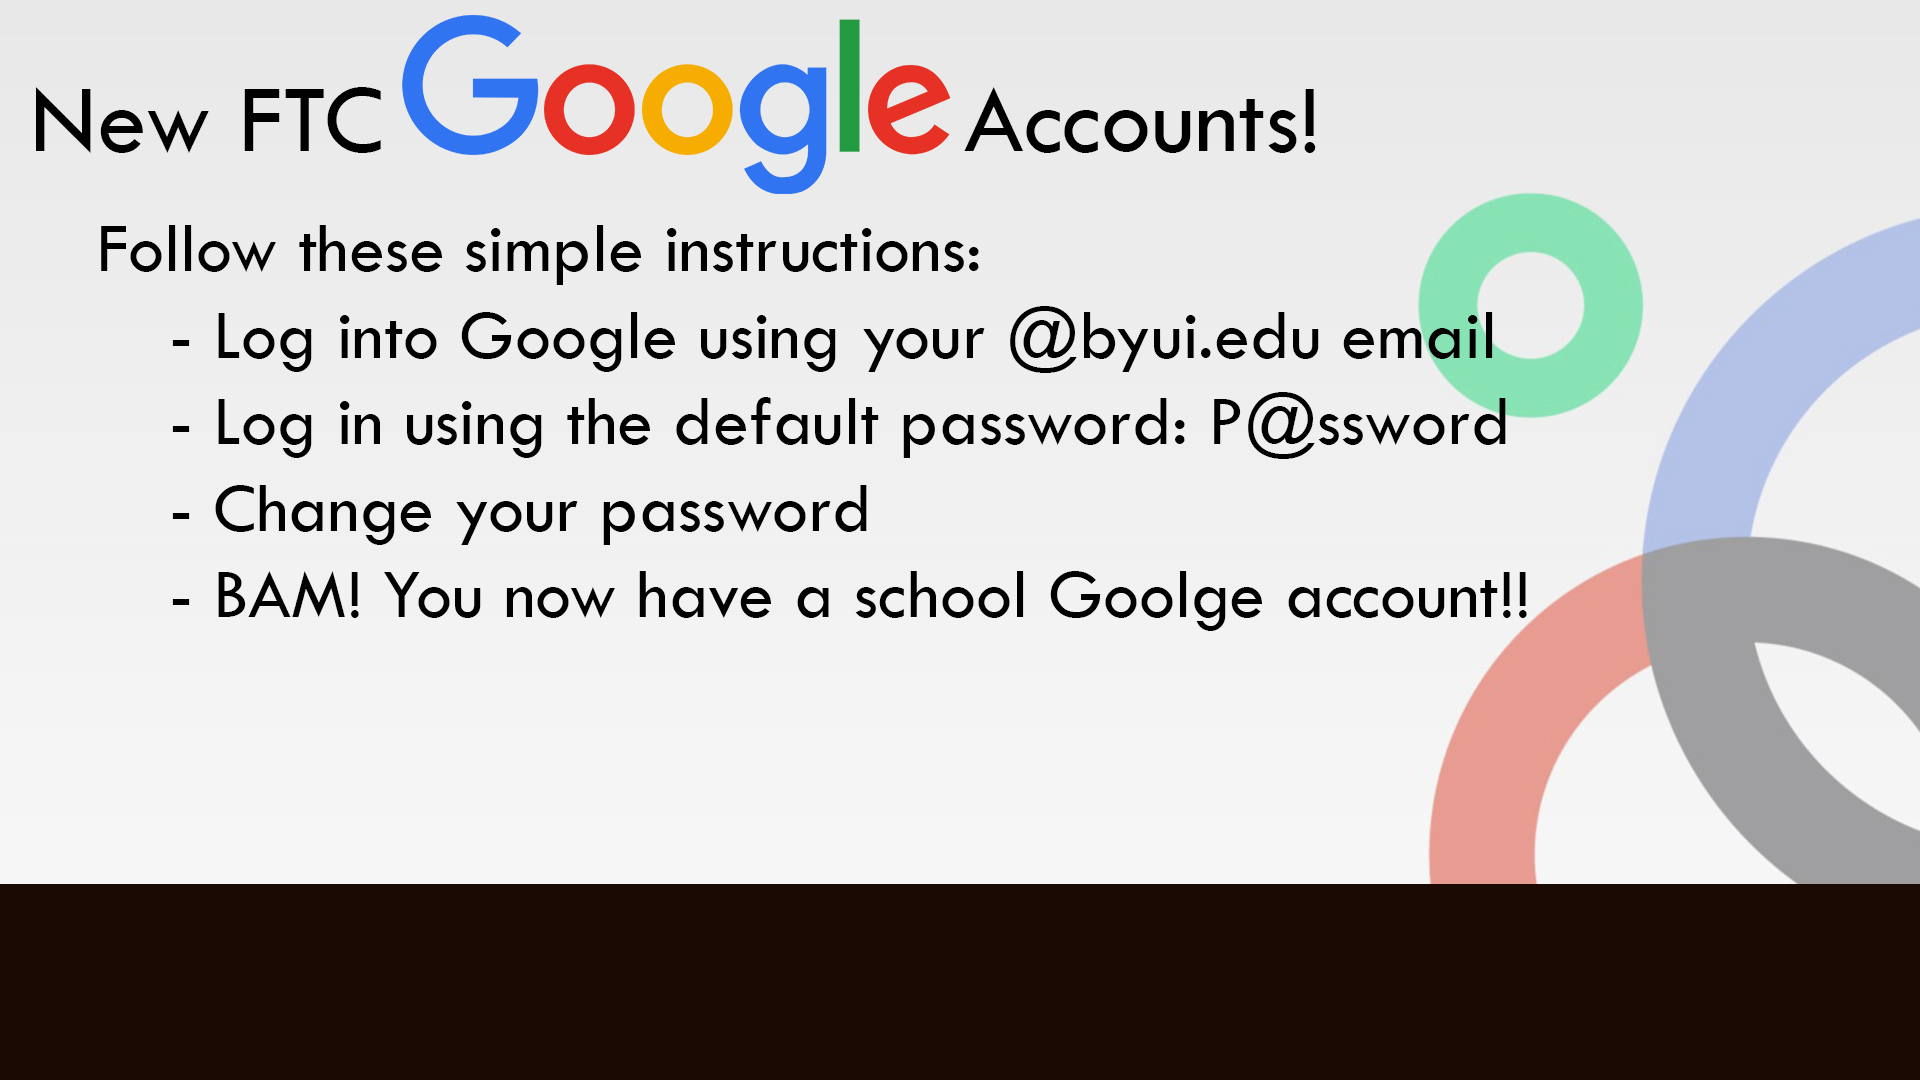 New FTC Google Accounts!
Follow these simple instructions:
- Log into Google using your @byui.edu email
- Log in using the default password: P@ssword
- Change your password
- BAM! You now have a school Goolge account!!